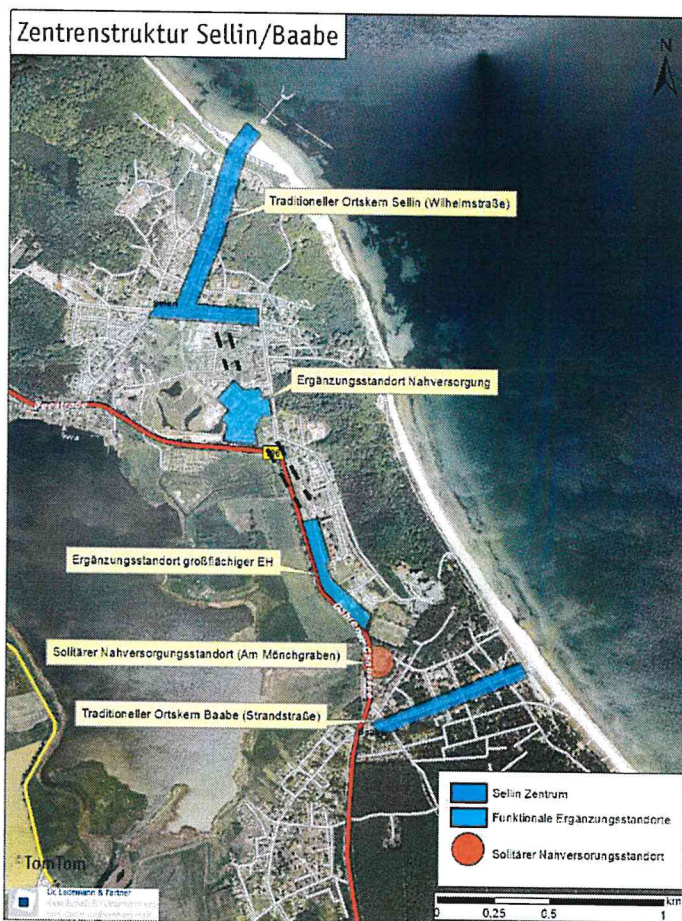 Zentrenstruktur Sellin/Baabe
N
Traditioneller Ortskern Sellin (Wilhelmstraße)
Ergänzungsstandort Nahversorgung
Ergänzungsstandort großflächiger EH
Solitärer Nahversorgungsstandort (Am Mönchgraben)
Traditioneller Ortskern Baabe (Strandstraße)
Sellin Zentrum
Funktionale Ergänzungsstandorte
Solitärer Nahversorungsstandort
TomTom
Dr. Lademann & Partner
km
0 0,25 0,5 1